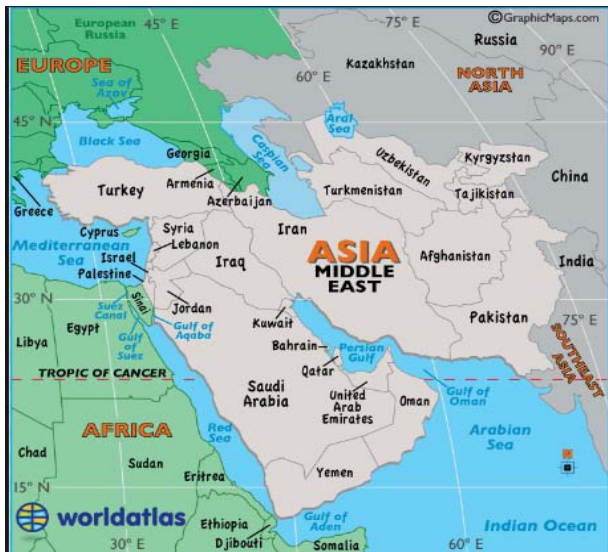 ©GraphicMaps.com
European
Russia
45° E
75° E
Russia
90° E
EUROPE
Sea of
Azov
60° E
Kazakhstan
NORTH
ASIA
45° N
Black Sea
Aral
Sea
Caspian
Sea
Georgia
Uzbekistan
Kyrgyzstan
Turkey
Armenia
Turkmenistan
Tajikistan
China
Greece
Azerbaijan
Cyprus
Syria
Iran
Mediterranean
Sea
Lebanon
ASIA
MIDDLE
EAST
Afghanistan
Israel
Iraq
India
Palestine
30° N
Sinai
Jordan
Suez
Canal
Kuwait
Pakistan
75° E
Libya
Egypt
Gulf
of
Suez
Gulf of
Aqaba
Bahrain
Persian
Gulf
SOUTHEAST
ASIA
Qatar
TROPIC OF CANCER
Saudi
Arabia
United
Arab
Emirates
Oman
Gulf of
Oman
AFRICA
Red
Sea
Arabian
Sea
N
Chad
Sudan
Yemen
Eritrea
15° N
15° N
worldatlas
Ethiopia
Gulf
of Aden
Indian Ocean
30° E
Djibouti
Somalia
60° E